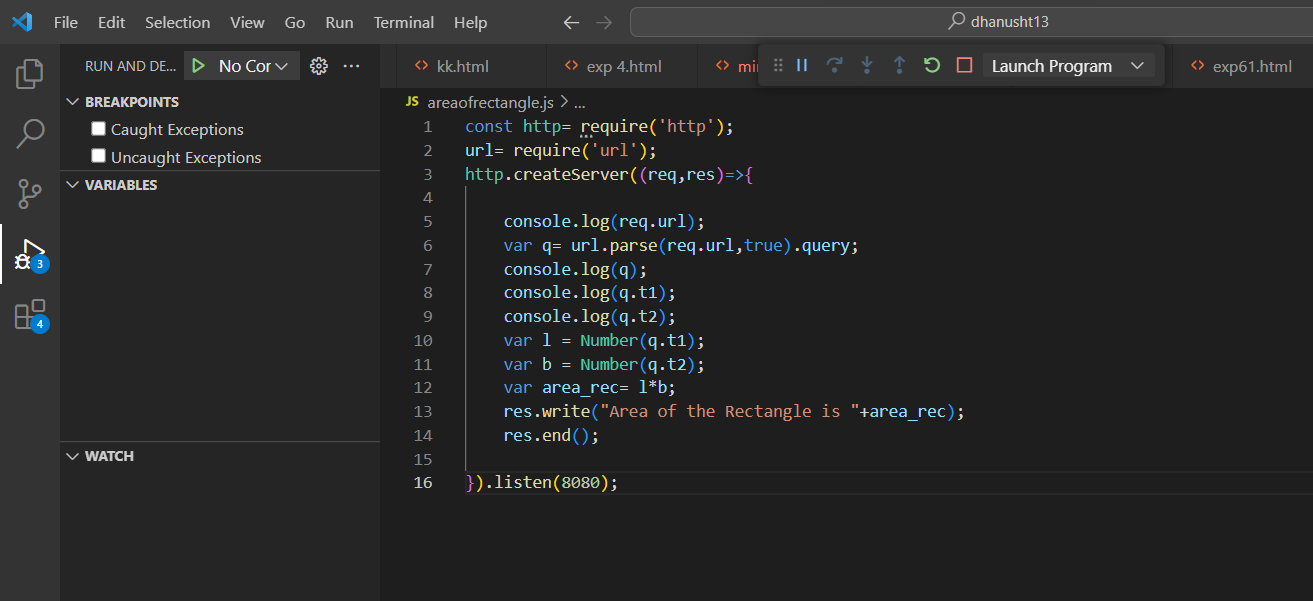 File Edit Selection View Go Run Terminal Help dhanusht13
RUN AND DE... No Cor
kk.html exp 4.html Launch Program exp61.html
BREAKPOINTS
Caught Exceptions
Uncaught Exceptions
VARIABLES
3
4
WATCH
JS areaofrectangle.js > ...
1 const http= require('http');
2 url= require('url');
3 http.createServer((req,res)=>{
4
5 console.log(req.url);
6 var q= url.parse(req.url,true).query;
7 console.log(q);
8 console.log(q.t1);
9 console.log(q.t2);
10 var l = Number(q.t1);
11 var b = Number(q.t2);
12 var area_rec= l*b;
13 res.write("Area of the Rectangle is "+area_rec);
14 res.end();
15
16 }).listen(8080);